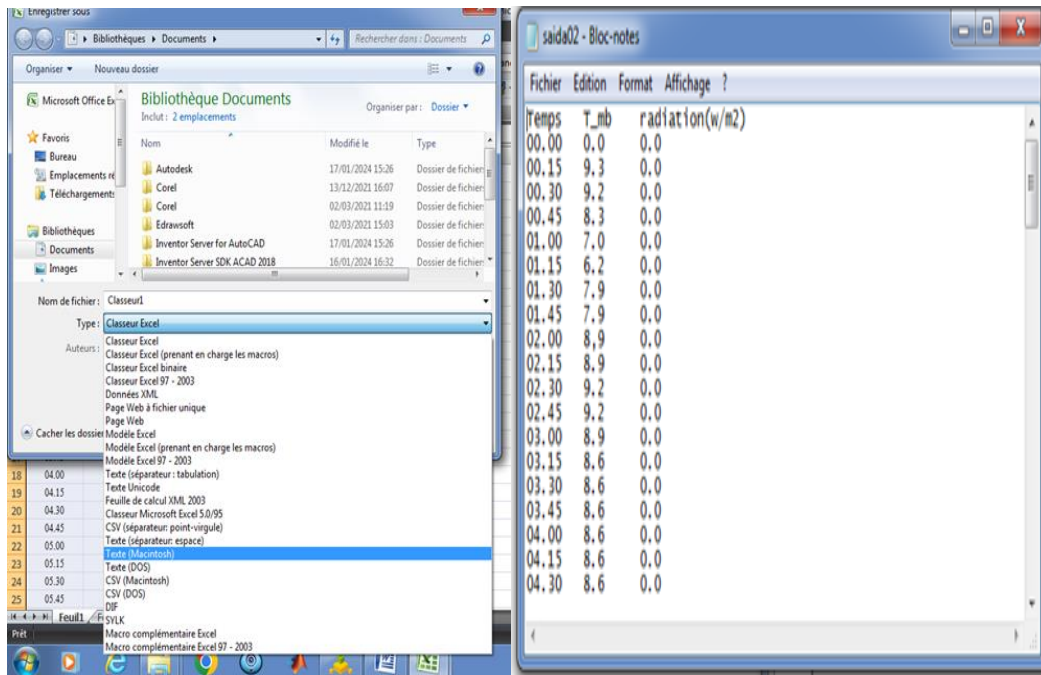 Enregistrer sous
Bibliothèques Documents
Rechercher dans : Documents
Organiser Nouveau dossier
Microsoft Office Ex
Favoris
Bureau
Emplacements ré
Téléchargements
Bibliothèques
Documents
Images
Bibliothèque Documents
Inclut : 2 emplacements
Organiser par : Dossier
Nom Modifié le Type
Autodesk 17/01/2024 15:26 Dossier de fichier
Corel 13/12/2021 16:07 Dossier de fichier
Corel 02/03/2021 11:19 Dossier de fichier
Edrawsoft 02/03/2021 15:03 Dossier de fichier
Inventor Server for AutoCAD 17/01/2024 15:26 Dossier de fichier
Inventor Server SDK ACAD 2018 16/01/2024 16:32 Dossier de fichier
Nom de fichier : Classeur1
Type : Classeur Excel
Auteurs :
Classeur Excel
Classeur Excel (prenant en charge les macros)
Classeur Excel binaire
Classeur Excel 97 - 2003
Données XML
Page Web à fichier unique
Page Web
Modèle Excel
Modèle Excel (prenant en charge les macros)
Modèle Excel 97 - 2003
Texte (séparateur : tabulation)
Texte Unicode
Feuille de calcul XML 2003
Classeur Microsoft Excel 5.0/95
CSV (séparateur: point-virgule)
Texte (séparateur: espace)
Texte (Macintosh)
Texte (DOS)
CSV (Macintosh)
CSV (DOS)
DIF
SYLK
Macro complémentaire Excel
Macro complémentaire Excel 97 - 2003
Cacher les dossier
18 04.00
19 04.15
20 04.30
21 04.45
22 05.00
23 05.15
24 05.30
25 05.45
Feuil1
Prêt
saida02 - Bloc-notes
Fichier Edition Format Affichage ?
Temps T_mb radiation(w/m2)
00.00 0.0 0.0
00.15 9.3 0.0
00.30 9.2 0.0
00.45 8.3 0.0
01.00 7.0 0.0
01.15 6.2 0.0
01.30 7.9 0.0
01.45 7.9 0.0
02.00 8,9 0.0
02.15 8.9 0.0
02.30 9.2 0.0
02.45 9.2 0.0
03.00 8.9 0.0
03.15 8.6 0.0
03.30 8.6 0.0
03.45 8.6 0.0
04.00 8.6 0.0
04.15 8.6 0.0
04.30 8.6 0.0